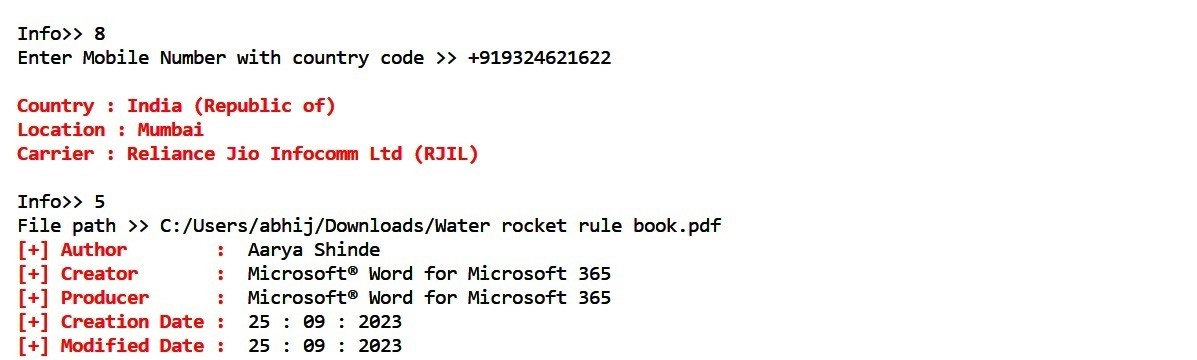 Info>> 8
Enter Mobile Number with country code >> +919324621622
Country : India (Republic of)
Location : Mumbai
Carrier : Reliance Jio Infocomm Ltd (RJIL)
Info>> 5
File path >> C:/Users/abhij/Downloads/Water rocket rule book.pdf
[+] Author : Aarya Shinde
[+] Creator : Microsoft® Word for Microsoft 365
[+] Producer : Microsoft® Word for Microsoft 365
[+] Creation Date : 25 : 09 : 2023
[+] Modified Date : 25 : 09 : 2023